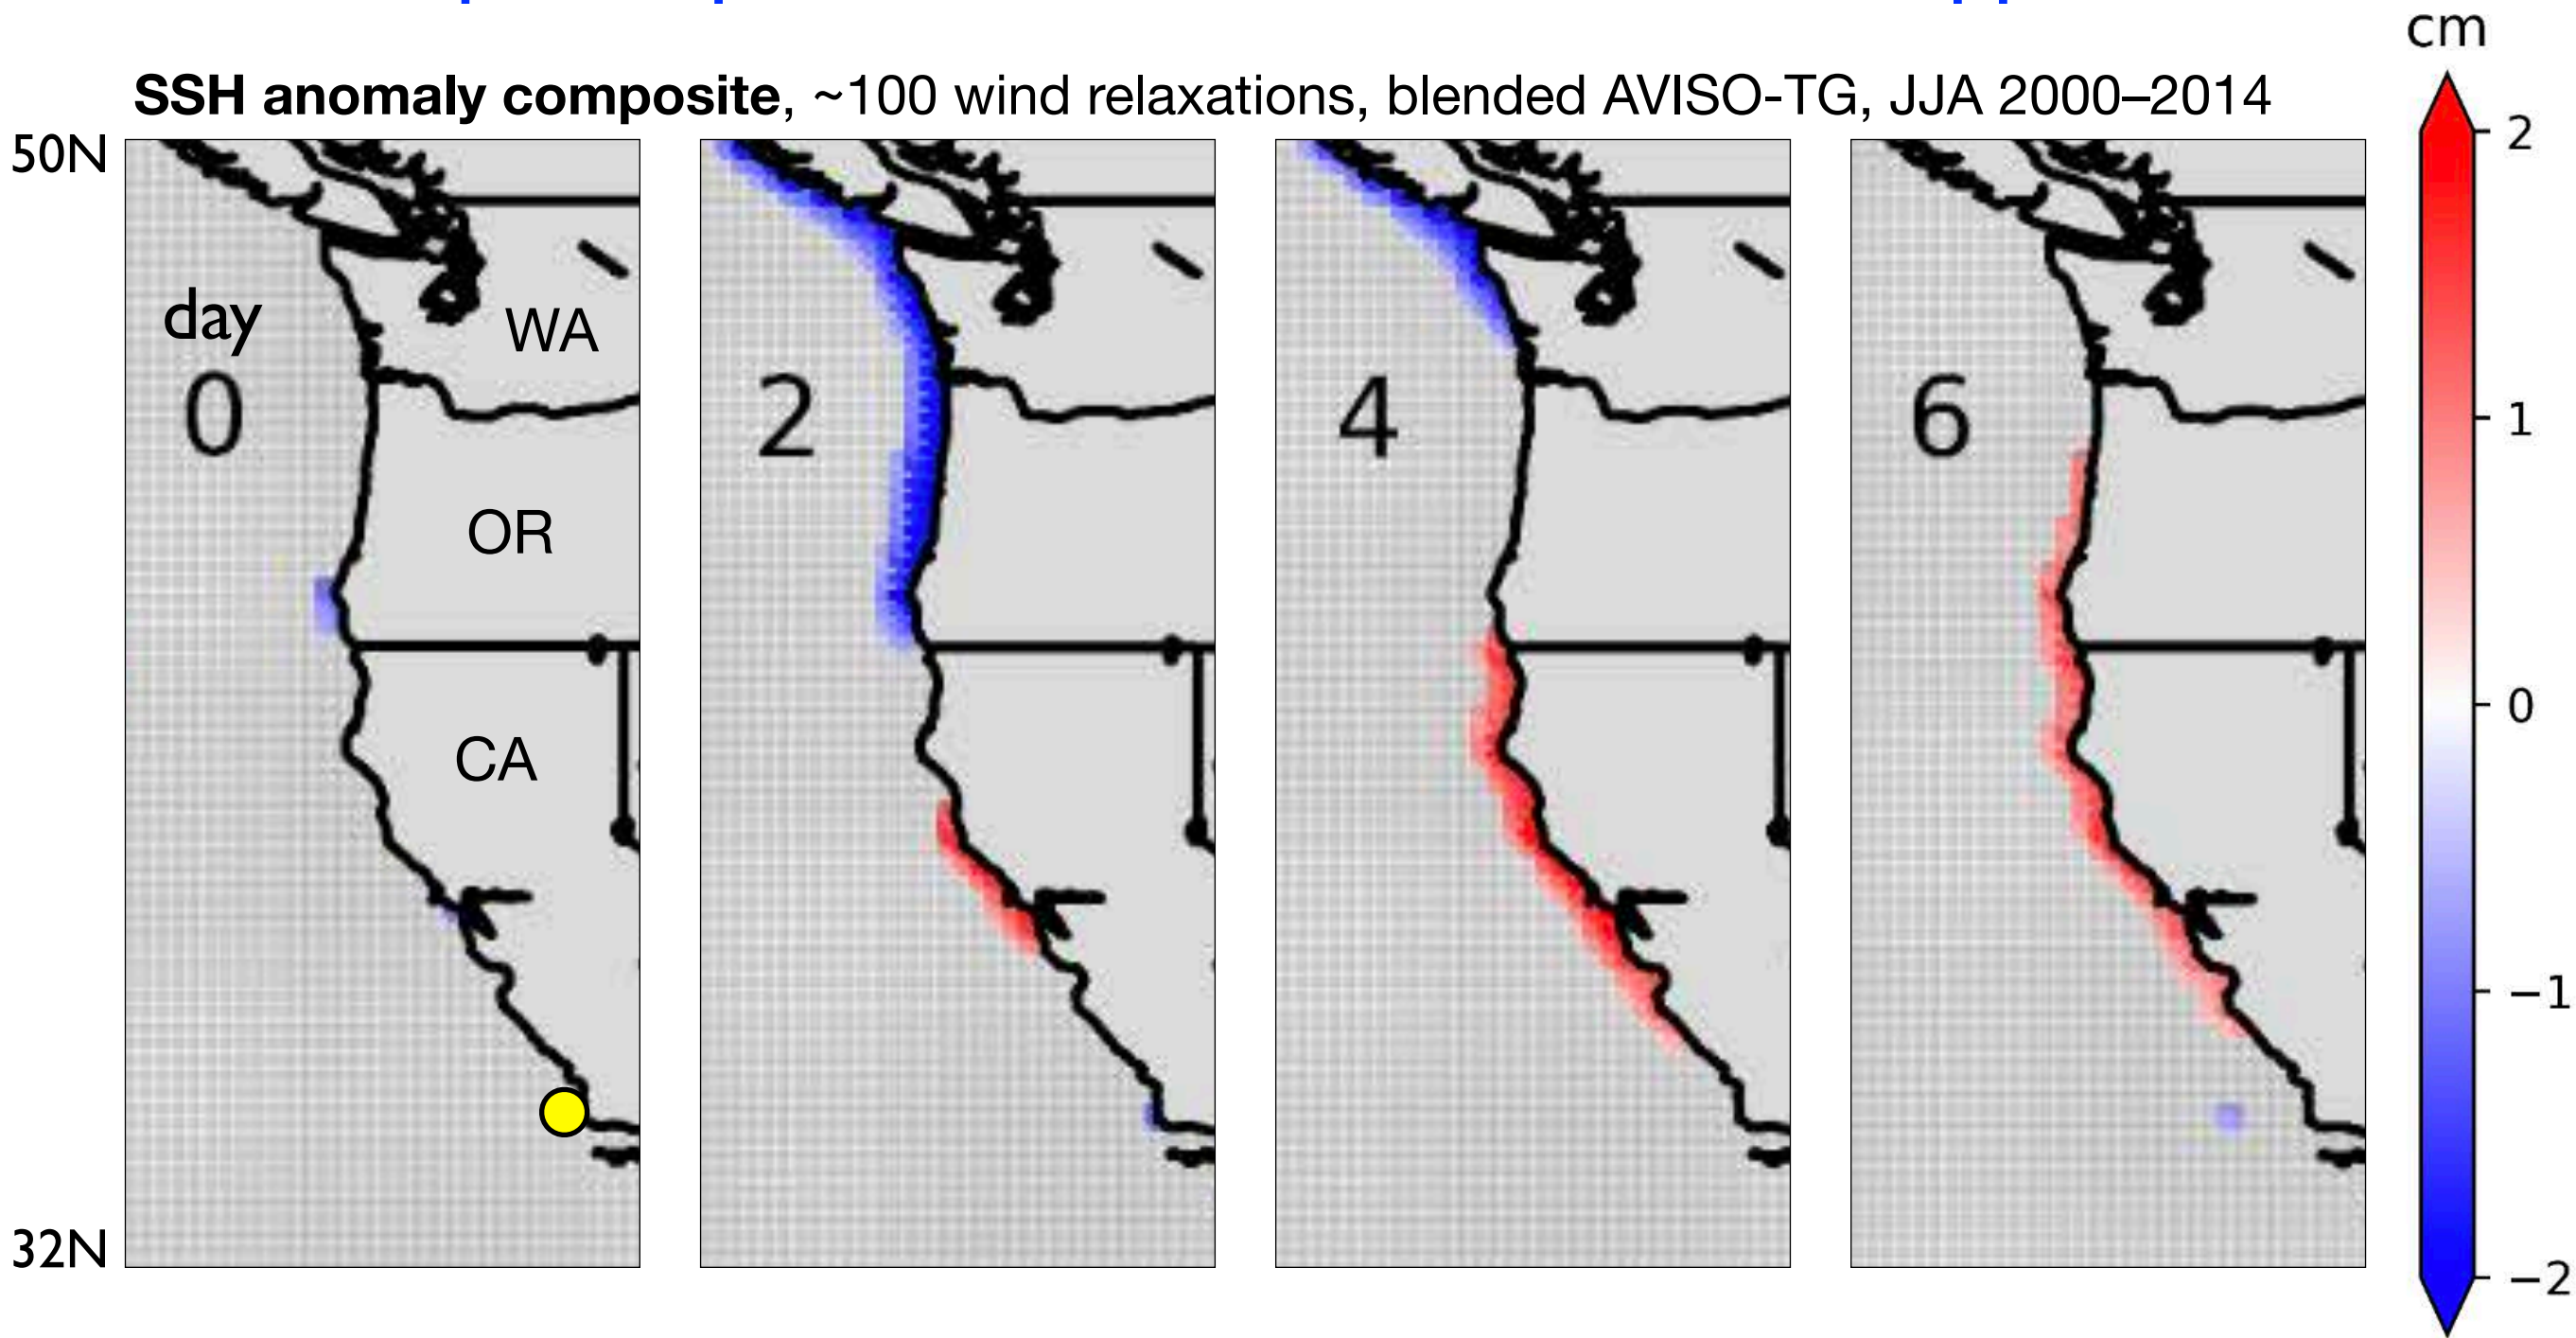 cm
SSH anomaly composite, ~100 wind relaxations, blended AVISO-TG, JJA 2000–2014
50N
day
0
WA
OR
CA
2
4
6
32N
2
1
0
−1
−2